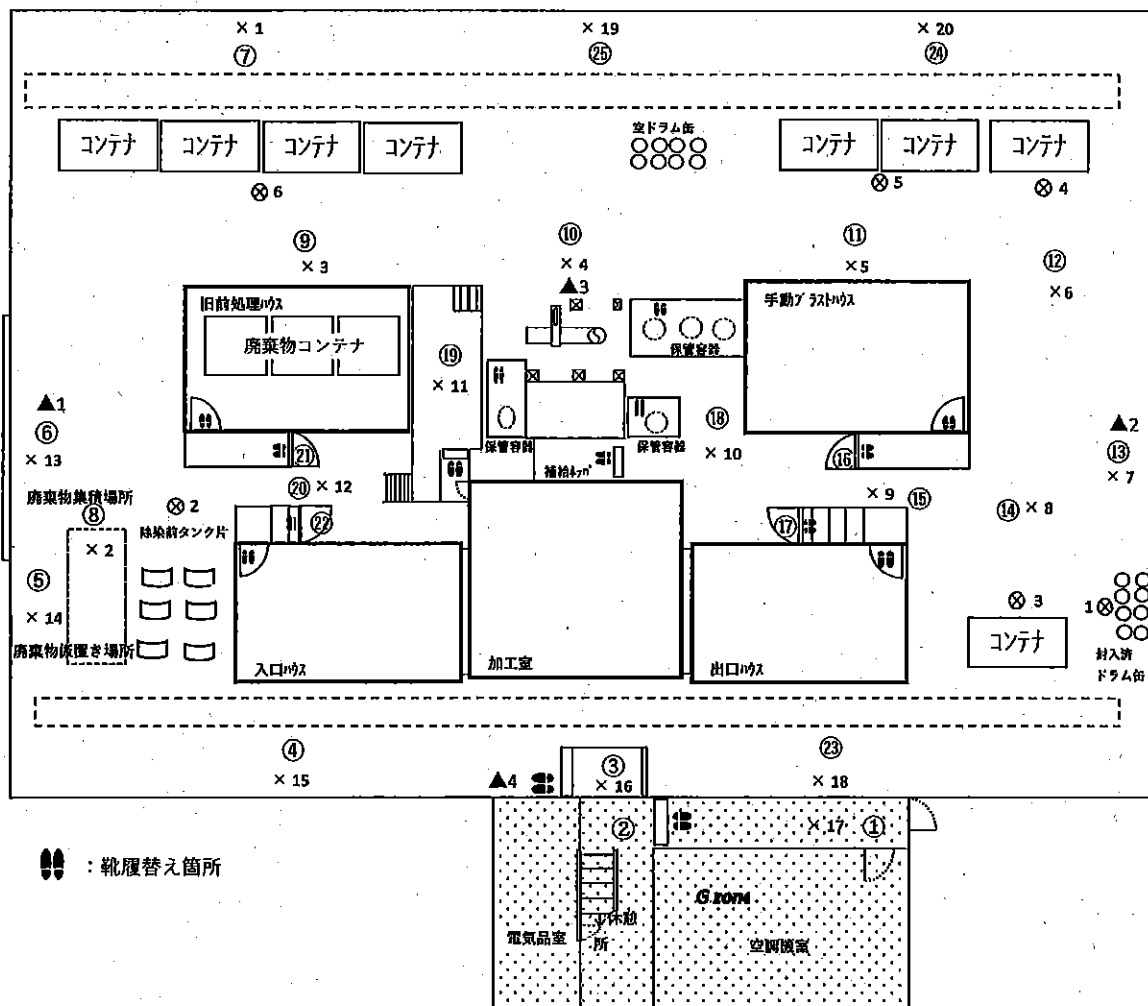 × 1
× 19
× 20
⑦
㉕
㉔
コンテナ
コンテナ
コンテナ
コンテナ
空ドラム缶
コンテナ
コンテナ
コンテナ
⊗ 6
⊗ 5
⊗ 4
⑨
× 3
⑩
× 4
▲3
⑪
× 5
⑫
× 6
旧前処理ハウス
廃棄物コンテナ
⑲
× 11
保管容器
手動ブラストハウス
▲1
⑥
× 13
㉑
保管容器
保管容器
⑱
× 10
⑯
▲2
⑬
× 7
廃棄物集積場所
⑧
× 2
⊗ 2
除染前タンク片
⑳
× 12
㉒
× 9
⑮
⑰
⑭
× 8
⑤
× 14
廃棄物仮置き場所
入口ハウス
加工室
出口ハウス
⊗ 3
コンテナ
1 ⊗
封入済
ドラム缶
④
× 15
▲4
③
× 16
㉓
× 18
②
× 17
①
：靴履替え箇所
G zone
電気品室
休憩
所